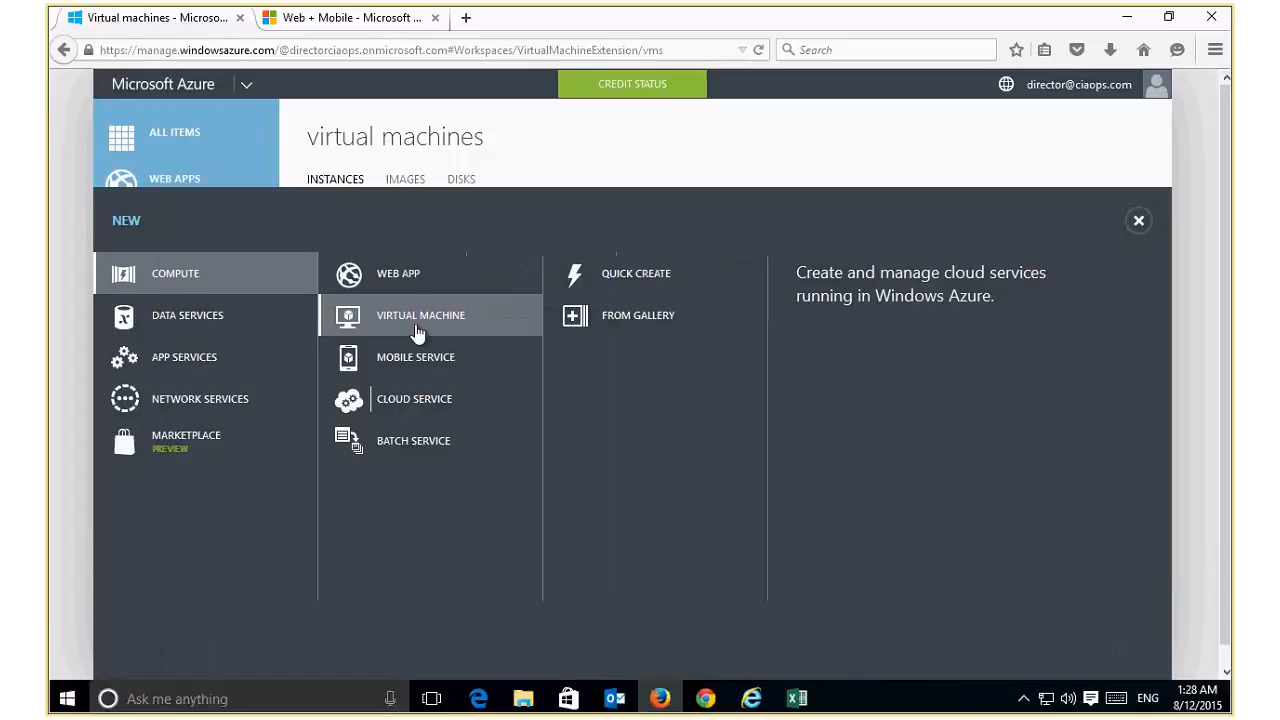 Virtual machines - Microso...
Web + Mobile - Microsoft ...
https://manage.windowsazure.com/@directorciaops.onmicrosoft.com#Workspaces/VirtualMachineExtension/vms
Search
Microsoft Azure
CREDIT STATUS
director@ciaops.com
ALL ITEMS
WEB APPS
virtual machines
INSTANCES IMAGES DISKS
NEW
COMPUTE
DATA SERVICES
APP SERVICES
NETWORK SERVICES
MARKETPLACE
PREVIEW
WEB APP
VIRTUAL MACHINE
MOBILE SERVICE
CLOUD SERVICE
BATCH SERVICE
QUICK CREATE
FROM GALLERY
Create and manage cloud services
running in Windows Azure.
Ask me anything
ENG
1:28 AM
8/12/2015